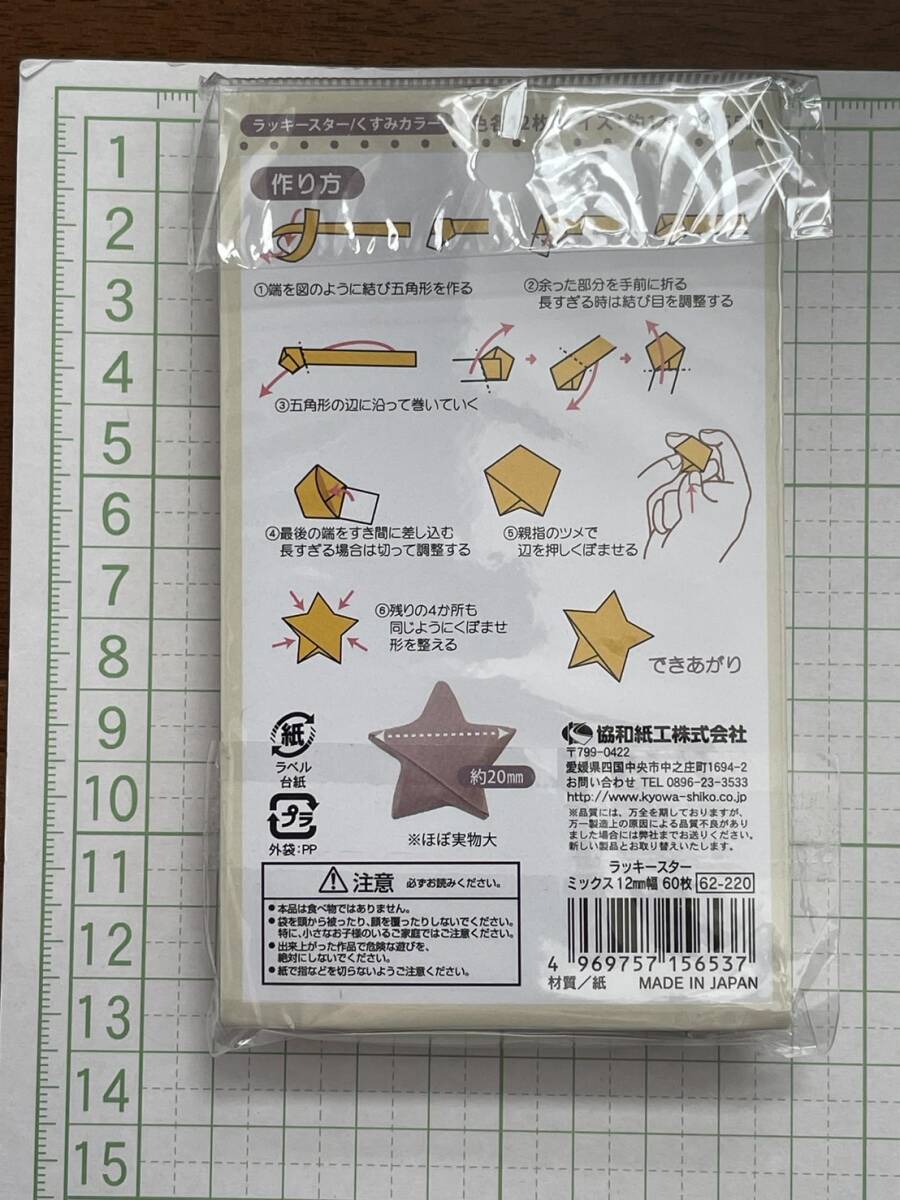 ラッキースター/くすみカラー
作り方
①端を図のように結び五角形を作る
②余った部分を手前に折る
長すぎる時は結び目を調整する
③五角形の辺に沿って巻いていく
④最後の端をすき間に差し込む
長すぎる場合は切って調整する
⑤親指のツメで
辺を押しくぼませる
⑥残りの4か所も
同じようにくぼませ
形を整える
できあがり
紙
ラベル
台紙
プラ
外袋:PP
約20mm
※ほぼ実物大
協和紙工株式会社
〒799-0422
愛媛県四国中央市中之庄町1694-2
お問い合わせ TEL 0896-23-3533
http://www.kyowa-shiko.co.jp
※品質には、万全を期しておりますが、
万一製造上の原因による品質不良があり
ました場合には弊社までお送りください。
新しい製品とお取り替えいたします。
注意 必ずお読みください。
●本品は食べ物ではありません。
●袋を頭から被ったり、顔を覆ったりしないでください。
特に、小さなお子様のいるご家庭ではご注意ください。
●出来上がった作品で危険な遊びを、
絶対にしないでください。
●紙で指などを切らないようご注意ください。
ラッキースター
ミックス12mm幅 60枚 62-220
4 969757 156537
材質/紙 MADE IN JAPAN
1
2
3
4
5
6
7
8
9
10
11
12
13
14
15